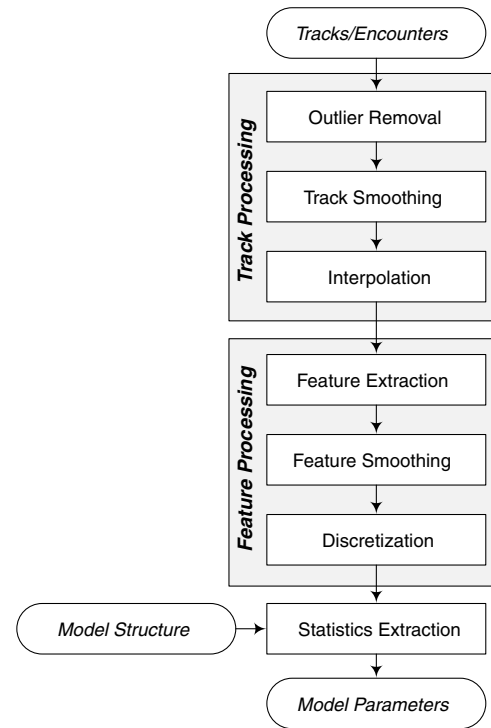 Tracks/Encounters
Track Processing
Outlier Removal
Track Smoothing
Interpolation
Feature Processing
Feature Extraction
Feature Smoothing
Discretization
Model Structure
Statistics Extraction
Model Parameters